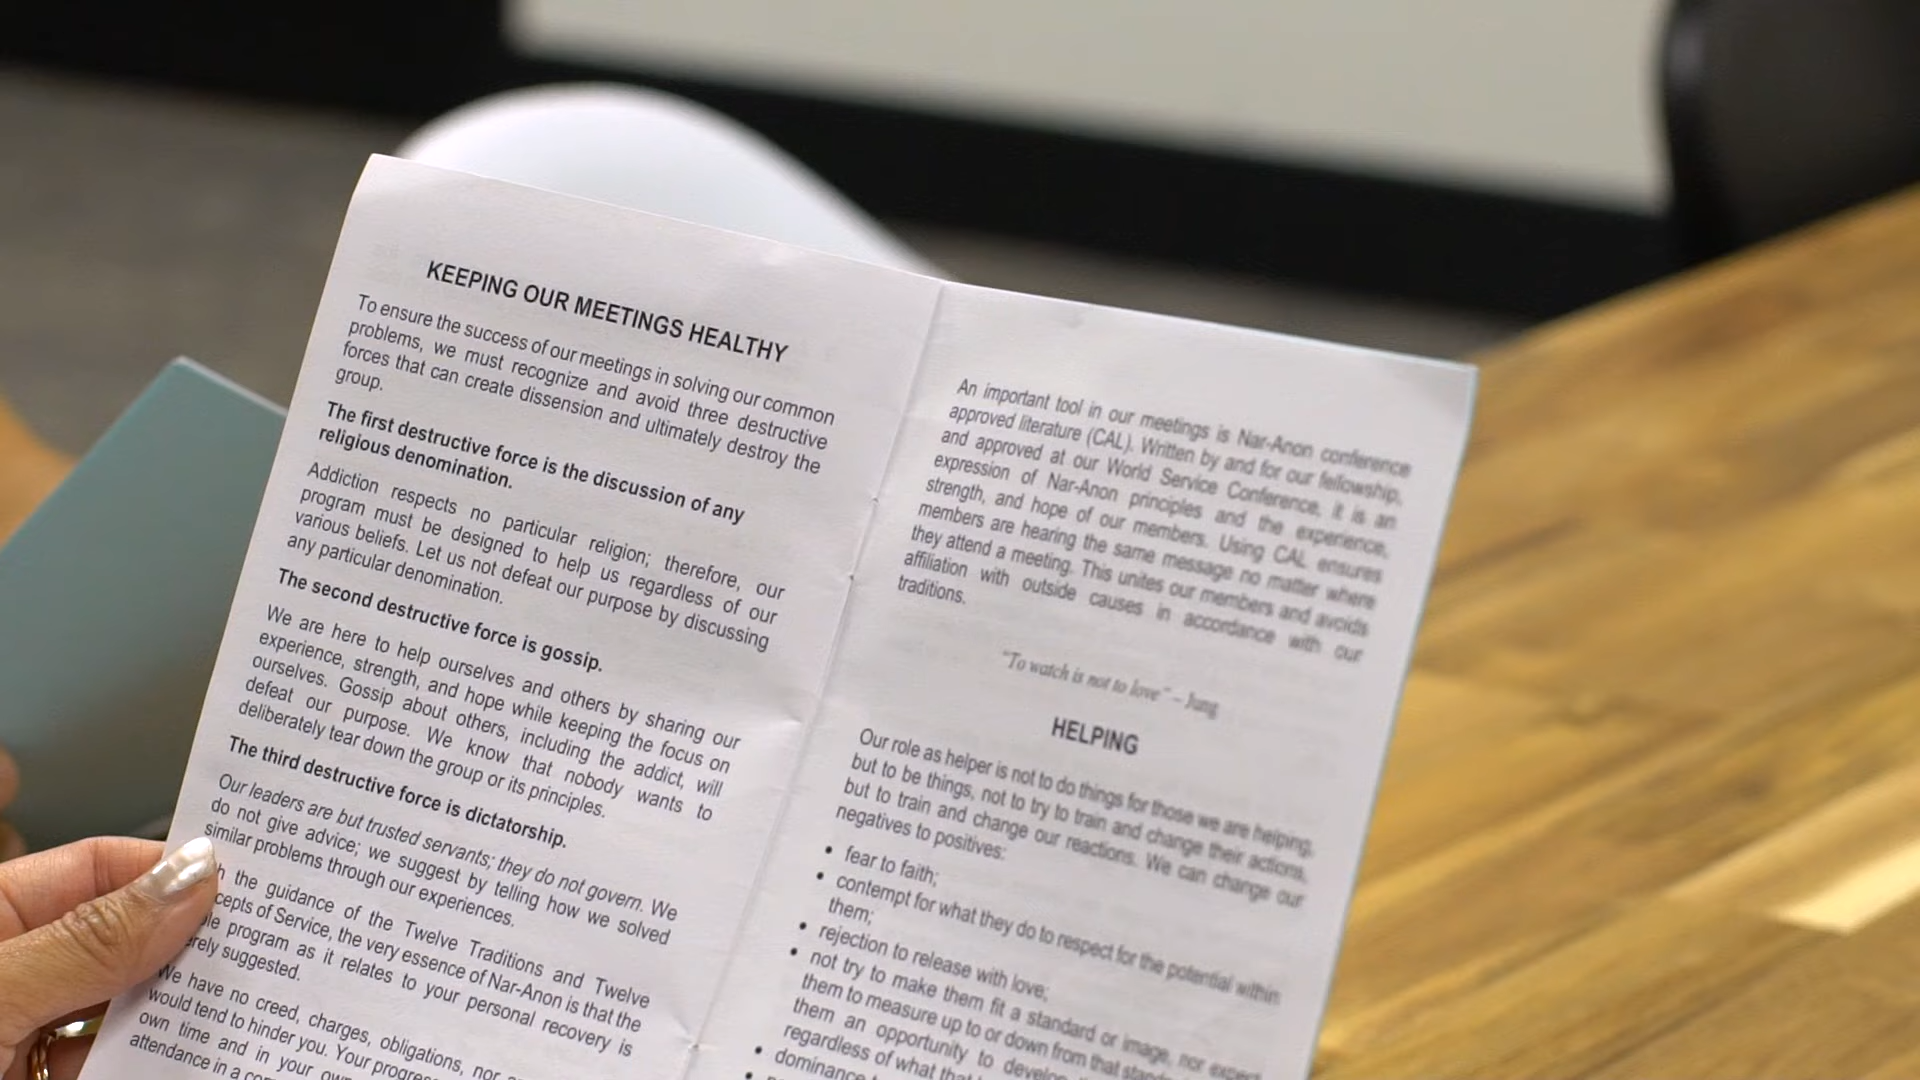 KEEPING OUR MEETINGS HEALTHY
To ensure the success of our meetings in solving our common
problems, we must recognize and avoid three destructive
forces that can create dissension and ultimately destroy the
group.
The first destructive force is the discussion of any
religious denomination.
Addiction respects no particular religion; therefore, our
program must be designed to help us regardless of our
various beliefs. Let us not defeat our purpose by discussing
any particular denomination.
The second destructive force is gossip.
We are here to help ourselves and others by sharing our
experience, strength, and hope while keeping the focus on
ourselves. Gossip about others, including the addict, will
defeat our purpose. We know that nobody wants to
deliberately tear down the group or its principles.
The third destructive force is dictatorship.
Our leaders are but trusted servants; they do not govern. We
do not give advice; we suggest by telling how we solved
similar problems through our experiences.
the guidance of the Twelve Traditions and Twelve
of Service, the very essence of Nar-Anon is that the
program as it relates to your personal recovery is
suggested.
We have no creed, charges, obligations, nor
would tend to hinder you. Your
own time and in your
attendance in a
An important tool in our meetings is Nar-Anon conference
approved literature (CAL). Written by and for our fellowship,
and approved at our World Service Conference, it is an
expression of Nar-Anon principles and the experience,
strength, and hope of our members. Using CAL ensures
members are hearing the same message no matter where
they attend a meeting. This unites our members and avoids
affiliation with outside causes in accordance with our
traditions.
"To watch is not to love" – Jung
HELPING
Our role as helper is not to do things for those we are helping,
but to be things, not to try to train and change their actions,
but to train and change our reactions. We can change our
negatives to positives:
• fear to faith;
• contempt for what they do to respect for the potential within
them;
• rejection to release with love;
• not try to make them fit a standard or image, nor expect
them to measure up to or down from that
them an opportunity to
regardless of what
• dominance